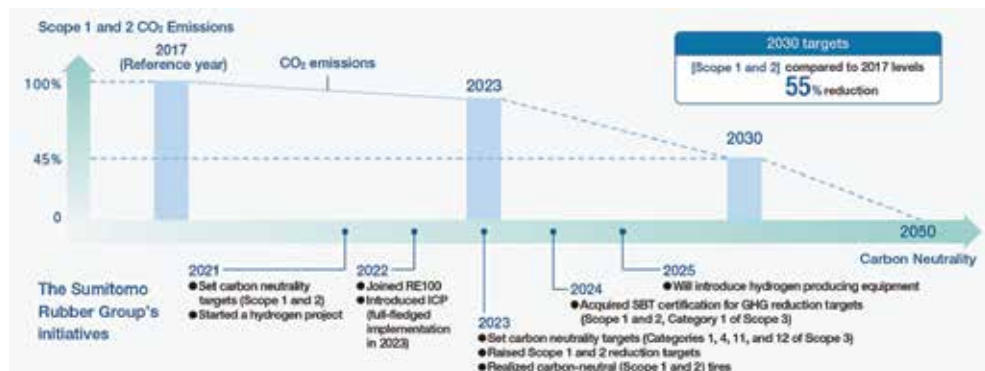 Scope 1 and 2 CO₂ Emissions
2017
(Reference year)
CO₂ emissions
2023
2030 targets
[Scope 1 and 2] compared to 2017 levels
55% reduction
100%
2030
45%
0
2050
Carbon Neutrality
The Sumitomo
Rubber Group's
initiatives
2021
●Set carbon neutrality
targets (Scope 1 and 2)
●Started a hydrogen project
2022
●Joined RE100
●Introduced ICP
(full-fledged
implementation
in 2023)
2023
●Set carbon neutrality targets (Categories 1, 4, 11, and 12 of Scope 3)
●Raised Scope 1 and 2 reduction targets
●Realized carbon-neutral (Scope 1 and 2) tires
2024
●Acquired SBT certification for GHG reduction targets
(Scope 1 and 2, Category 1 of Scope 3)
2025
●Will introduce hydrogen producing equipment